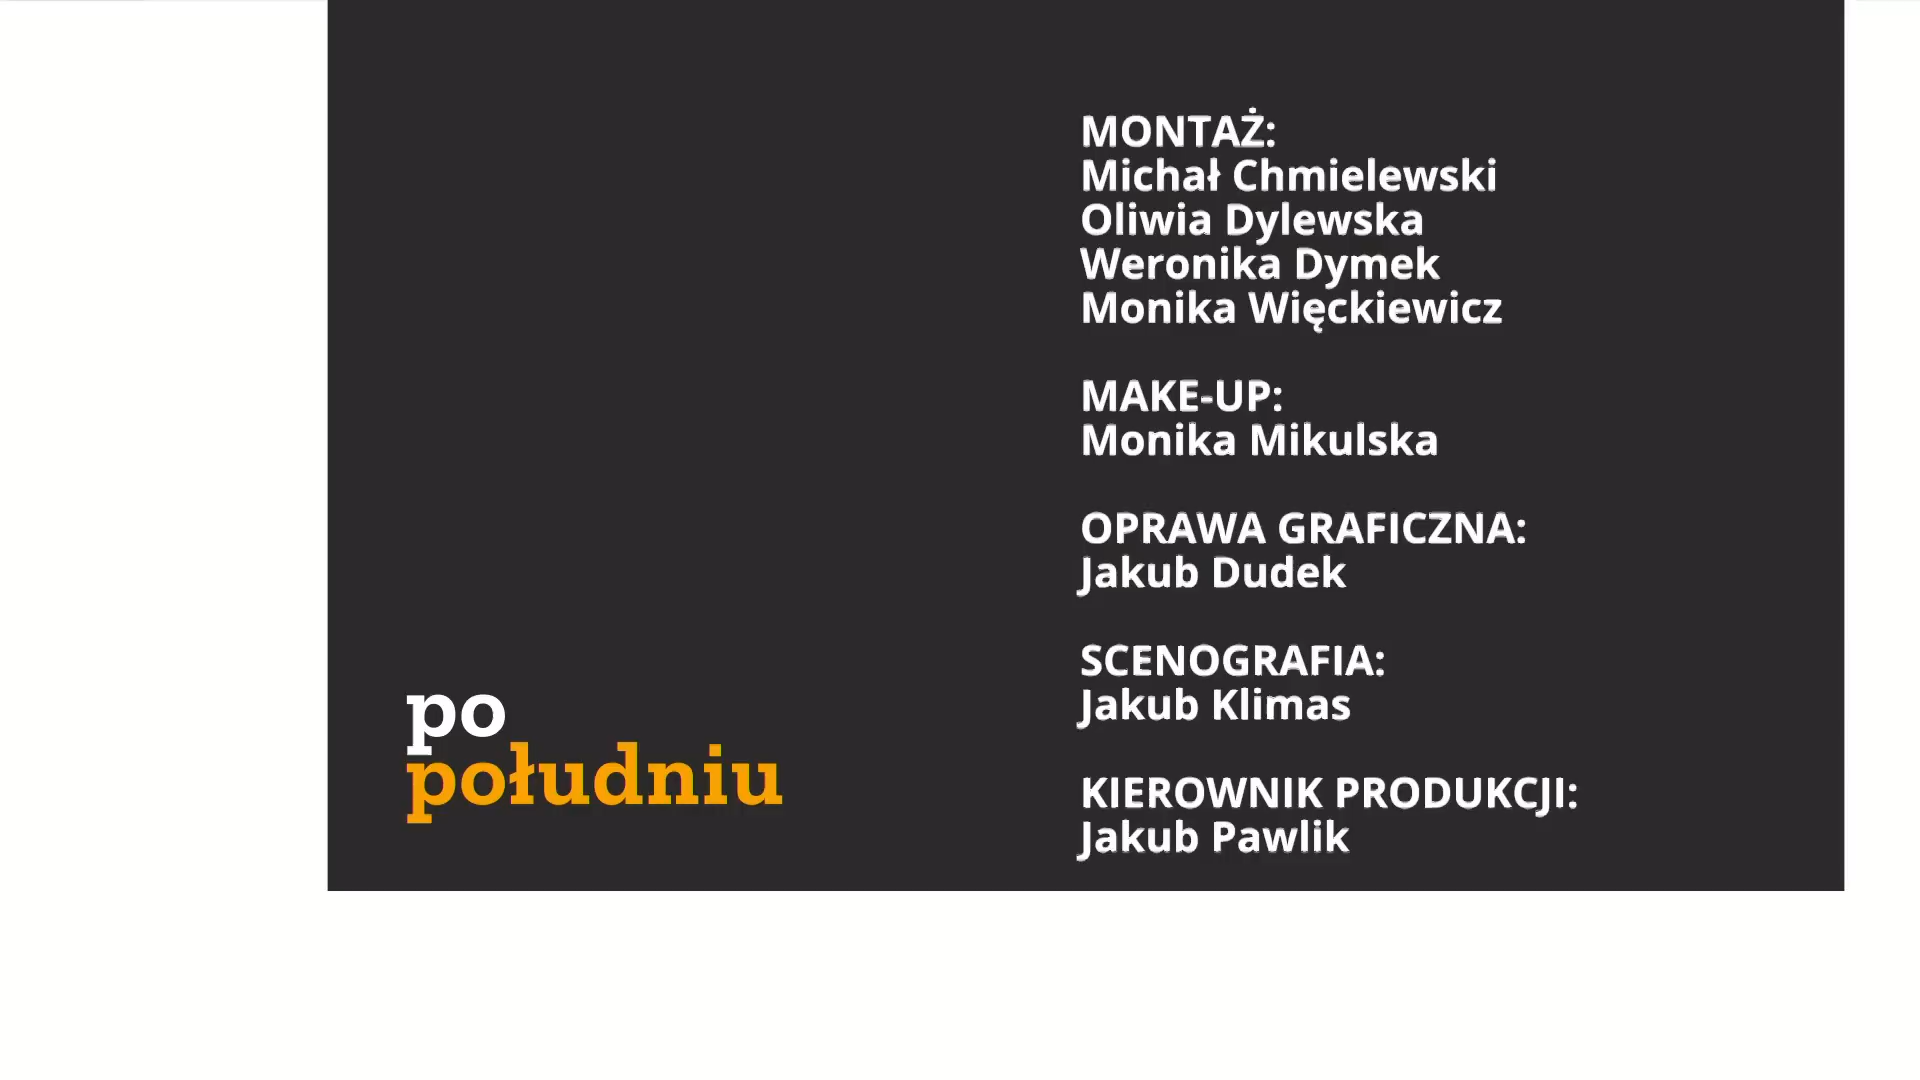 MONTAŻ:
Michał Chmielewski
Oliwia Dylewska
Weronika Dymek
Monika Więckiewicz
MAKE-UP:
Monika Mikulska
OPRAWA GRAFICZNA:
Jakub Dudek
SCENOGRAFIA:
Jakub Klimas
KIEROWNIK PRODUKCJI:
Jakub Pawlik
po
południu